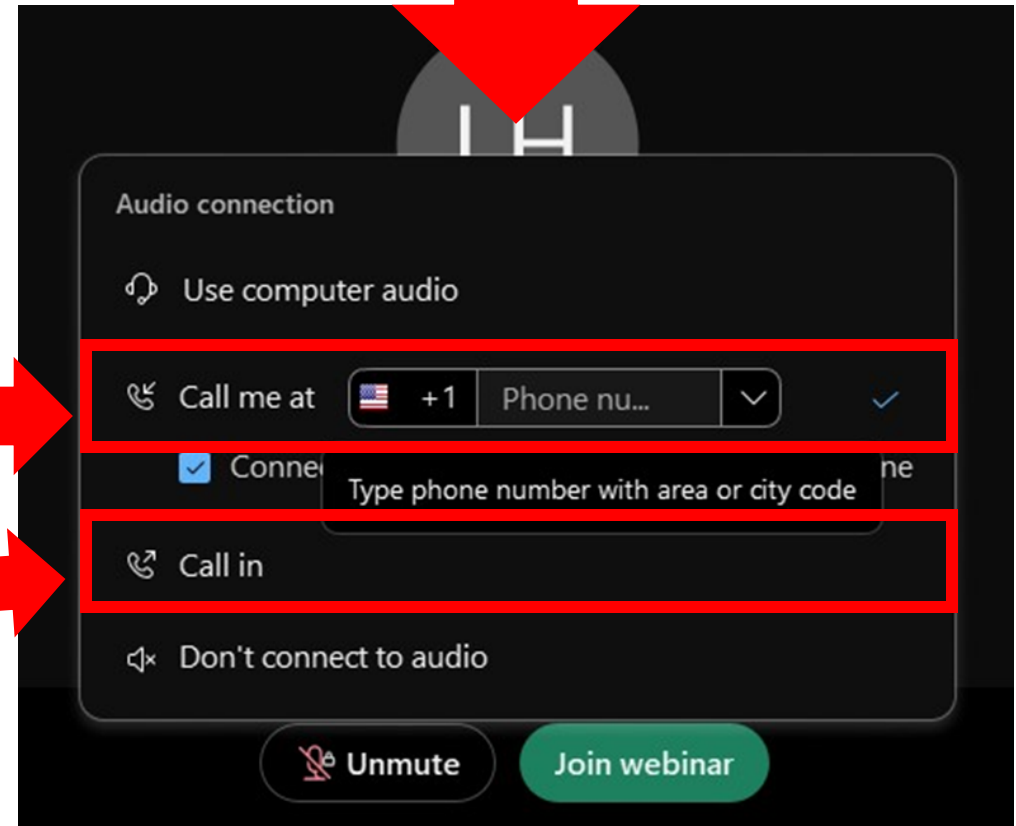 Audio connection
Use computer audio
Call me at +1 Phone nu...
Type phone number with area or city code
Call in
Don't connect to audio
Unmute Join webinar